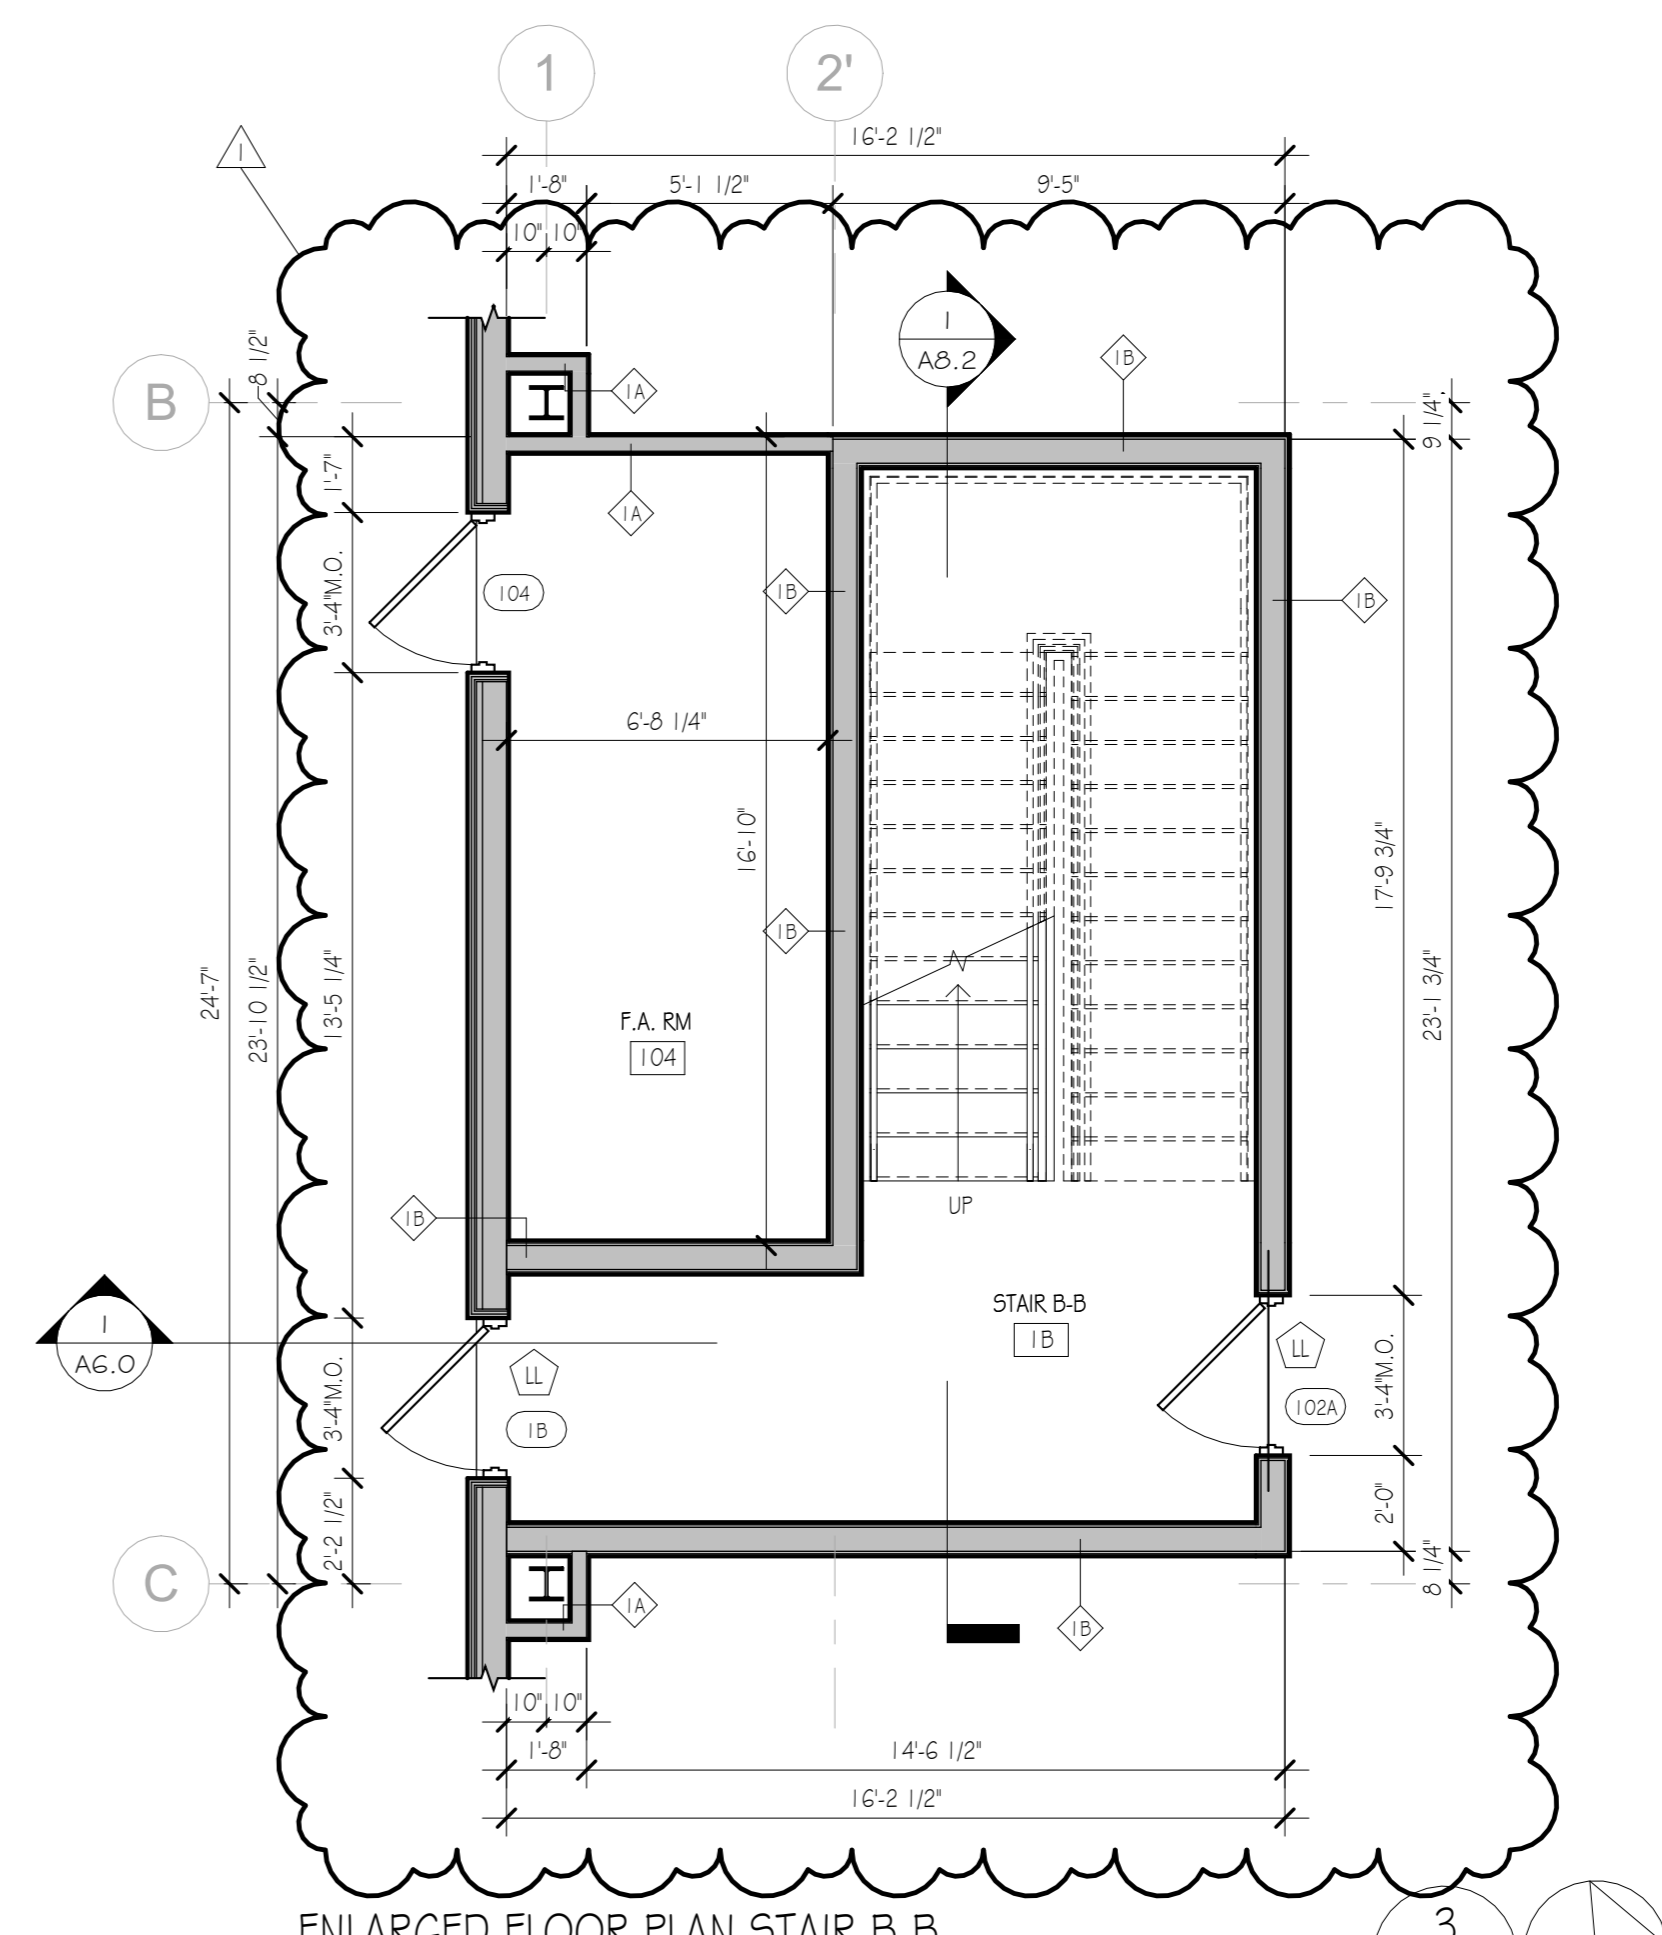 1
2'
16'-2 1/2"
1
1'-8"
5'-1 1/2"
9'-5"
10"
10"
8 1/2"
1
A8.2
1B
B
1A
9 1/4"
1'-7"
1A
3'-4"M.O.
104
1B
1B
6'-8 1/4"
16'-10"
17'-9 3/4"
1B
24'-7"
23'-10 1/2"
13'-5 1/4"
23'-1 3/4"
F.A. RM
104
UP
1B
STAIR B-B
1B
1
A6.0
LL
LL
3'-4"M.O.
3'-4"M.O.
1B
102A
2'-2 1/2"
2'-0"
C
8 1/4"
1A
1B
10"
10"
1'-8"
14'-6 1/2"
16'-2 1/2"
ENLARGED FLOOR PLAN STAIR B-B
3